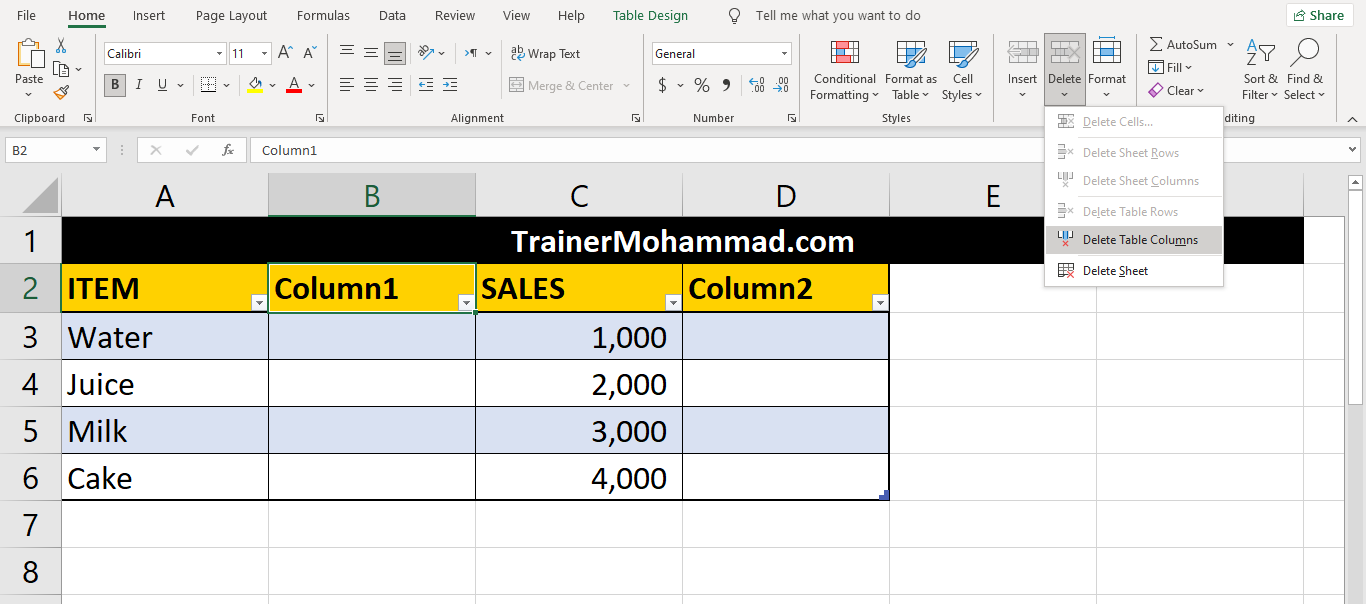 File Home Insert Page Layout Formulas Data Review View Help Table Design Tell me what you want to do Share
Paste
Clipboard
Calibri 11 A A
B I U A
Font
ab c Wrap Text
Merge & Center
Alignment
General
$ % 9 .00 .00
Number
Conditional Formatting
Format as Table
Cell Styles
Styles
Insert Delete Format
AutoSum
Fill
Clear
Sort & Filter
Find & Select
diting
Delete Cells...
Delete Sheet Rows
Delete Sheet Columns
Delete Table Rows
Delete Table Columns
Delete Sheet
B2 fx Column1
A B C D E
1 TrainerMohammad.com
2 ITEM Column1 SALES Column2
3 Water 1,000
4 Juice 2,000
5 Milk 3,000
6 Cake 4,000
7
8